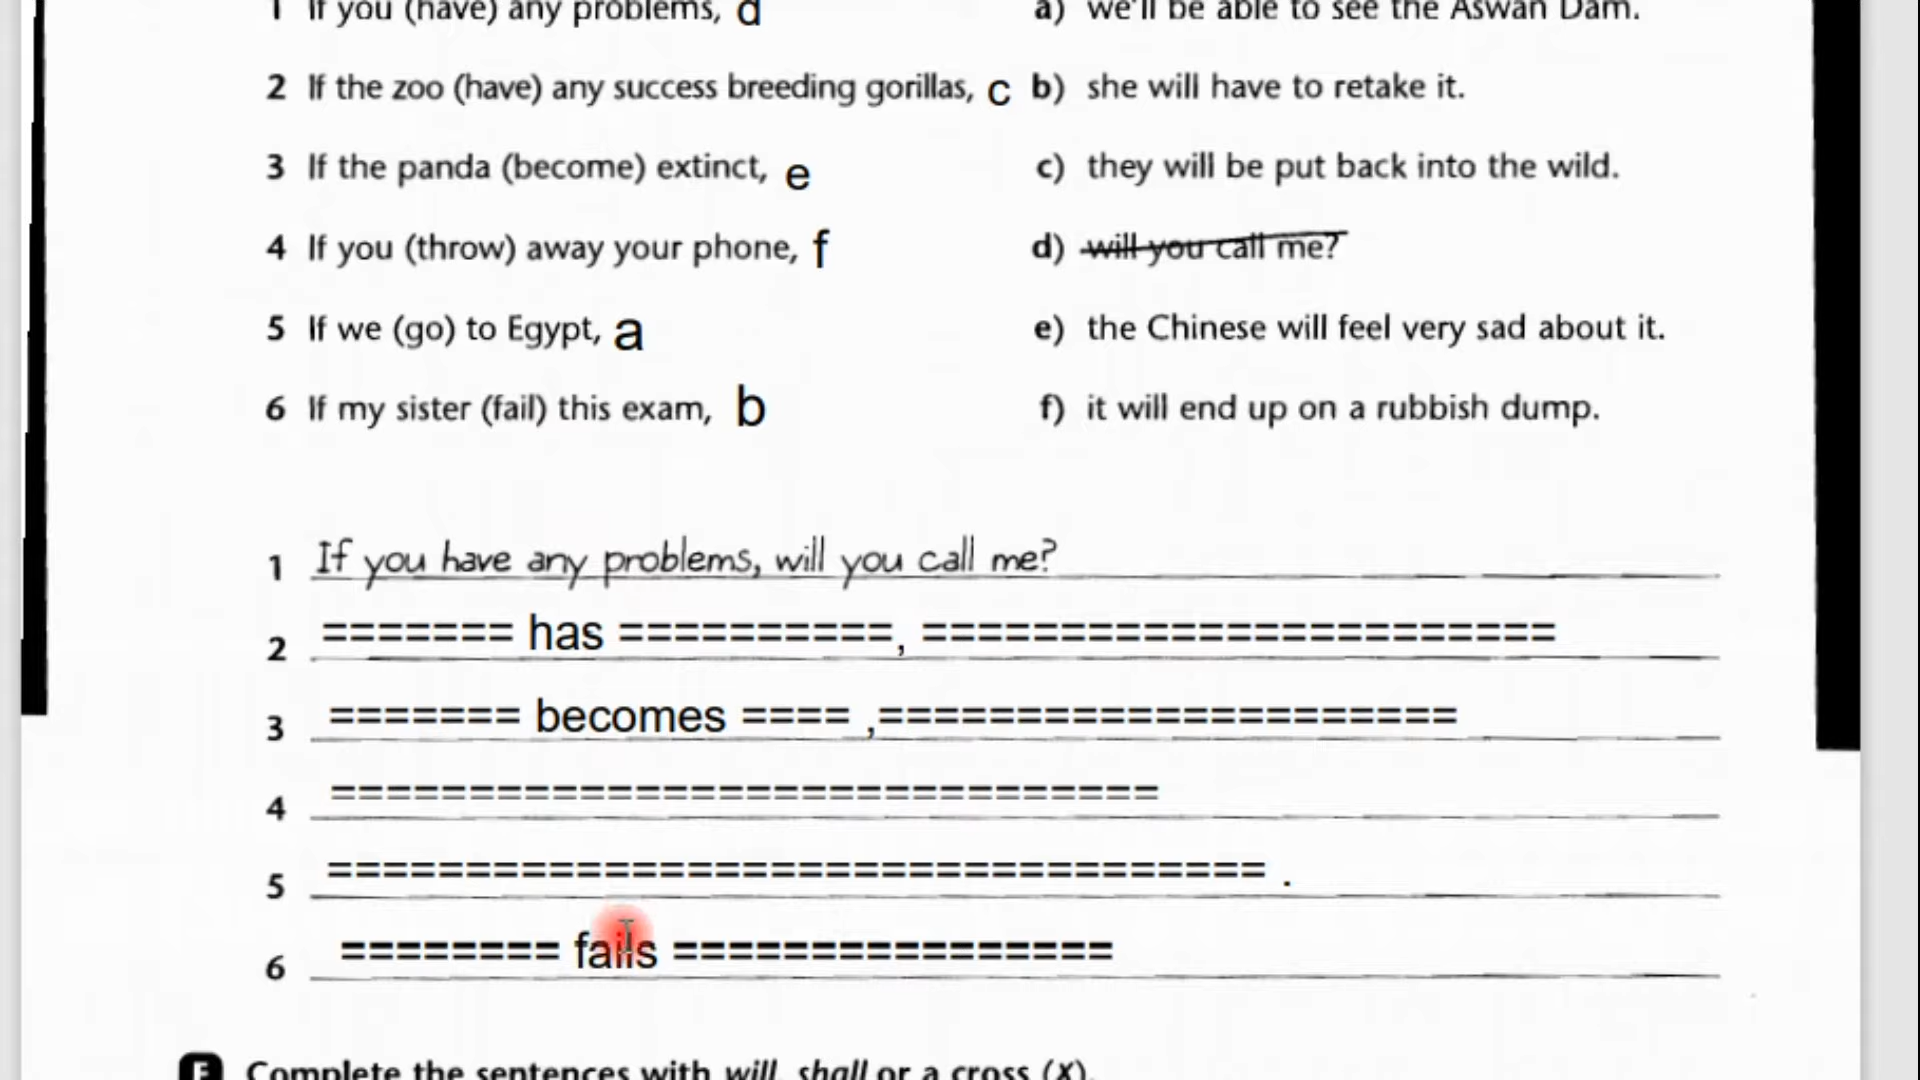 1 If you (have) any problems, d a) we'll be able to see the Aswan Dam.
2 If the zoo (have) any success breeding gorillas, c b) she will have to retake it.
3 If the panda (become) extinct, e c) they will be put back into the wild.
4 If you (throw) away your phone, f d) will you call me?
5 If we (go) to Egypt, a e) the Chinese will feel very sad about it.
6 If my sister (fail) this exam, b f) it will end up on a rubbish dump.
1 If you have any problems, will you call me?
2 ======= has ==========, =======================
3 ======= becomes ==== ,=====================
4 ==============================
5 ================================== .
6 ======== fails ================
E Complete the sentences with will, shall or a cross (X).